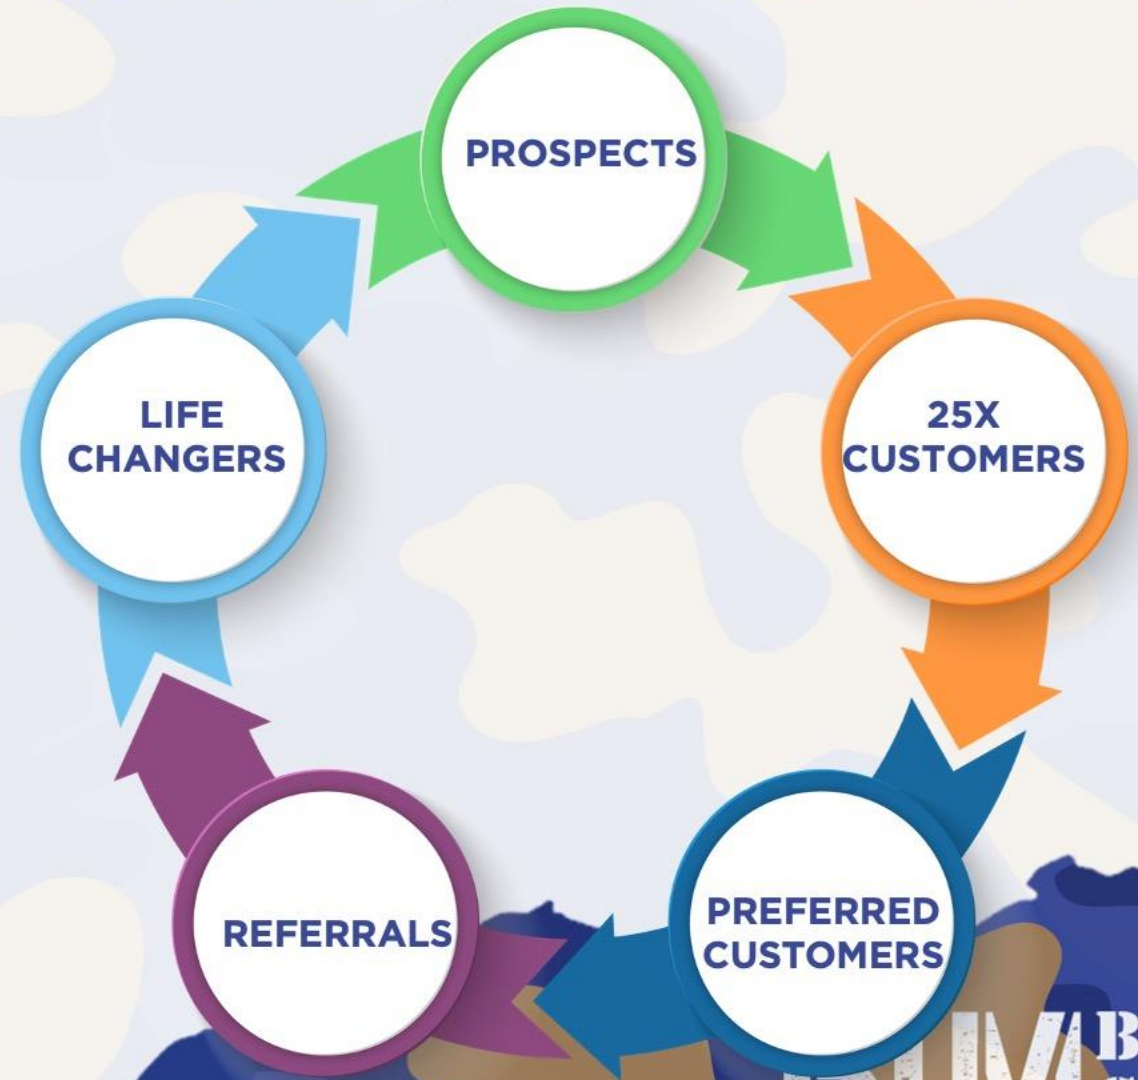 PROSPECTS
25X
CUSTOMERS
PREFERRED
CUSTOMERS
REFERRALS
LIFE
CHANGERS